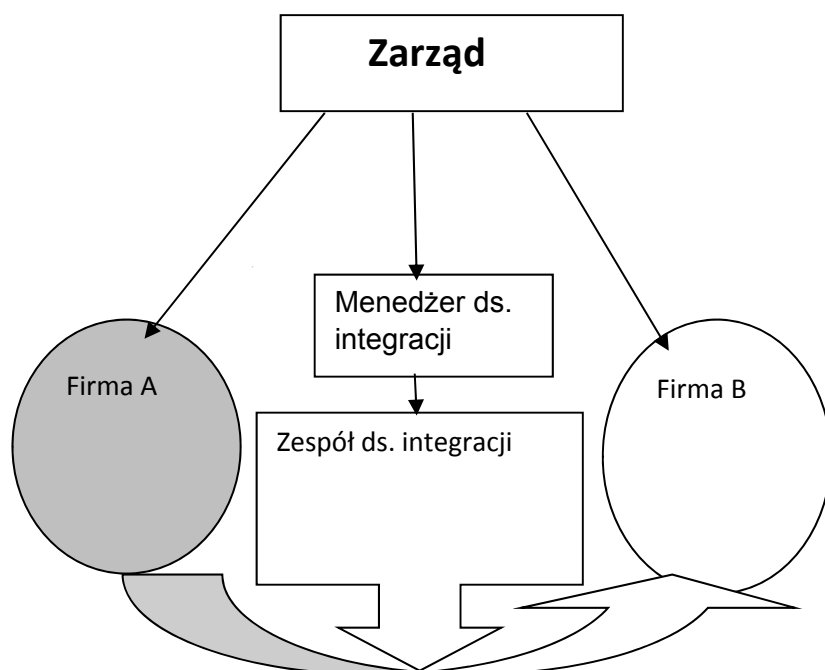 Zarząd
Menedżer ds.
integracji
Firma A
Firma B
Zespół ds. integracji